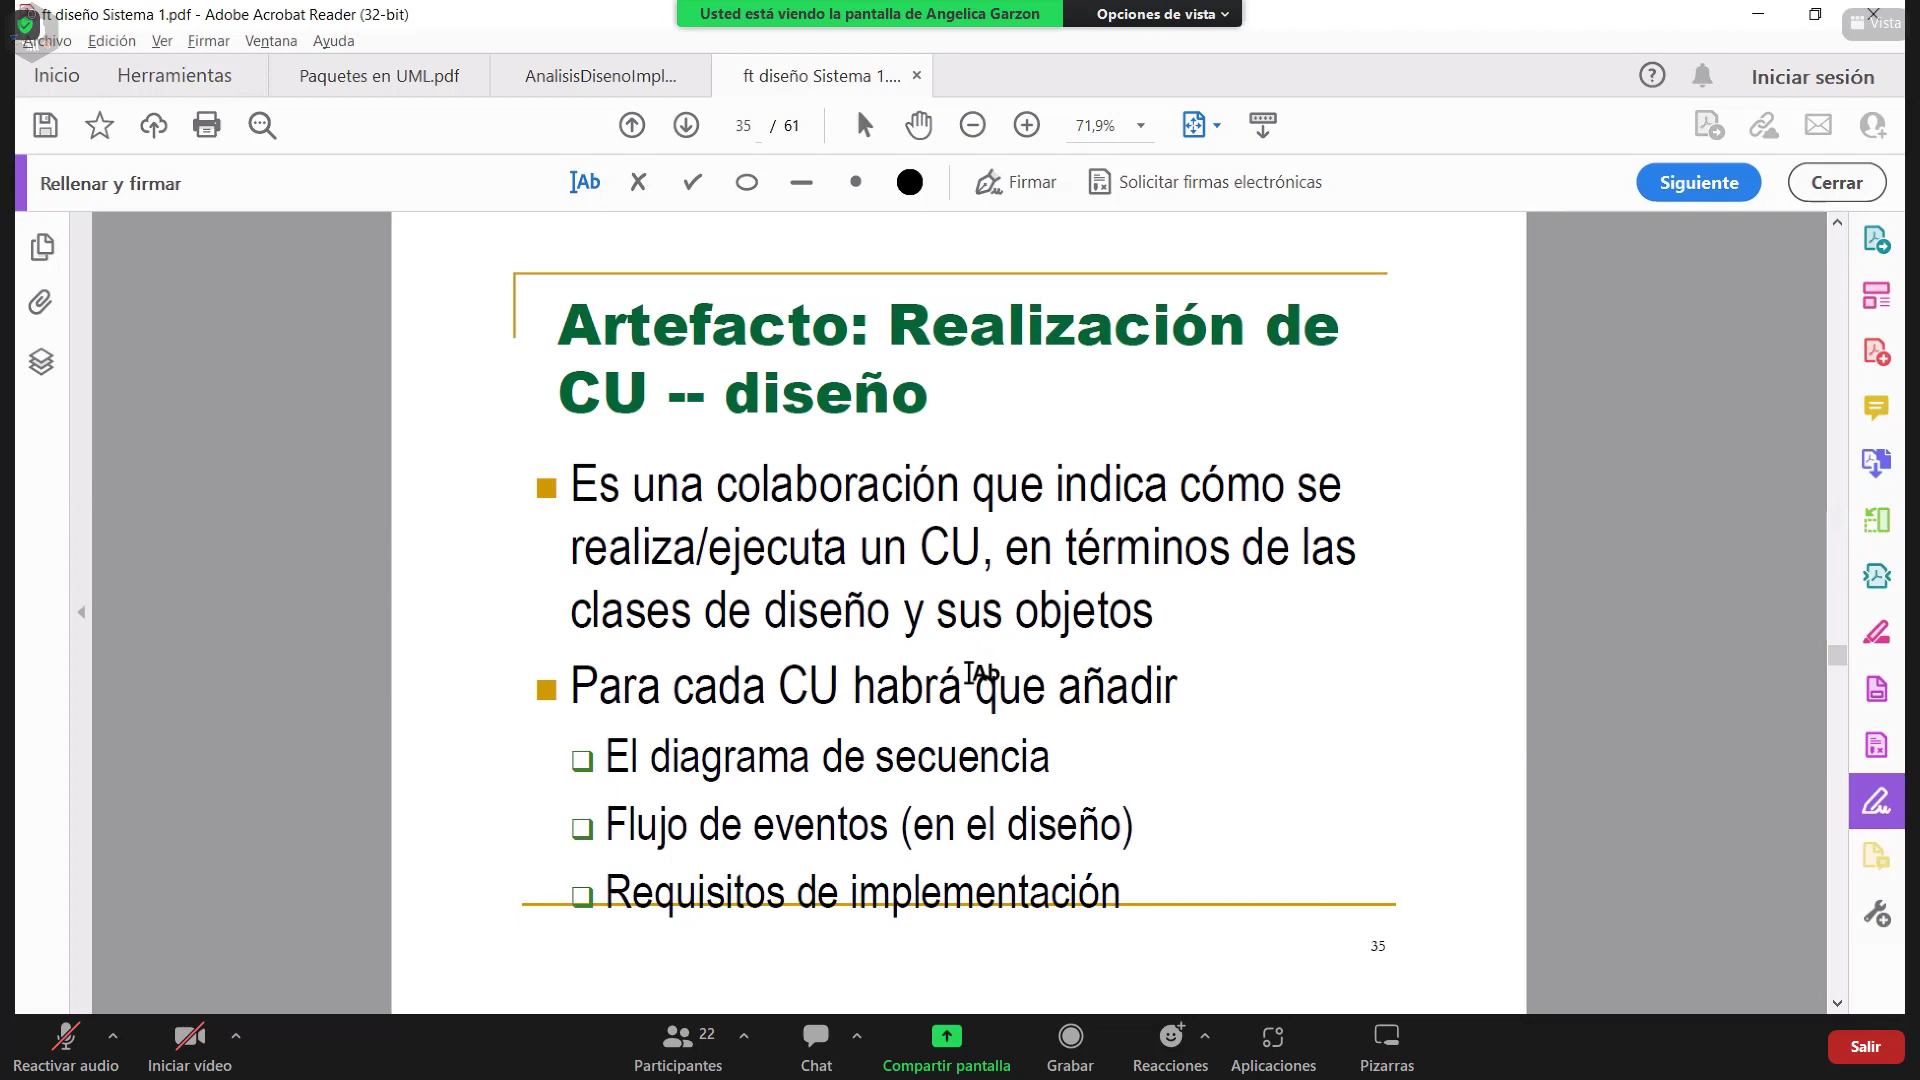 ft diseño Sistema 1.pdf - Adobe Acrobat Reader (32-bit)
Usted está viendo la pantalla de Angelica Garzon
Opciones de vista
Vista
Archivo Edición Ver Firmar Ventana Ayuda
Inicio Herramientas Paquetes en UML.pdf AnalisisDisenoImpl... ft diseño Sistema 1.... Iniciar sesión
35 / 61 71,9%
Rellenar y firmar Ab Firmar Solicitar firmas electrónicas Siguiente Cerrar
Artefacto: Realización de
CU -- diseño
Es una colaboración que indica cómo se
realiza/ejecuta un CU, en términos de las
clases de diseño y sus objetos
Para cada CU habrá que añadir
Ab
El diagrama de secuencia
Flujo de eventos (en el diseño)
Requisitos de implementación
35
22
Reactivar audio Iniciar vídeo Participantes Chat Compartir pantalla Grabar Reacciones Aplicaciones Pizarras Salir